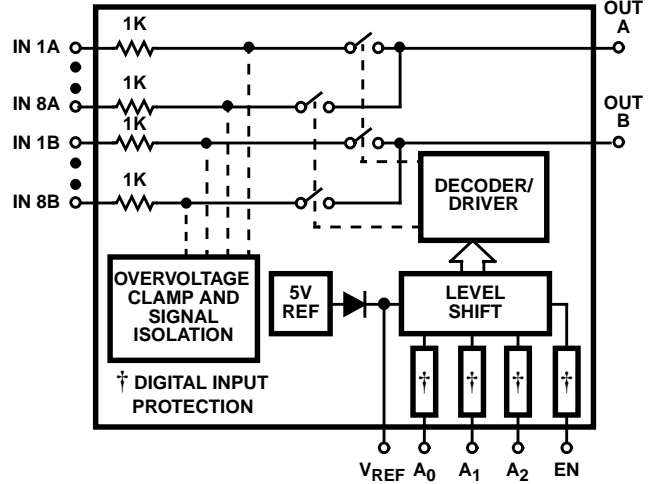 OUT
A
1K
IN 1A
IN 8A
1K
OUT
B
IN 1B
1K
IN 8B
DECODER/
DRIVER
OVERVOLTAGE
CLAMP AND
SIGNAL
ISOLATION
5V
REF
LEVEL
SHIFT
† † † †
† DIGITAL INPUT
PROTECTION
VREF A0 A1 A2 EN